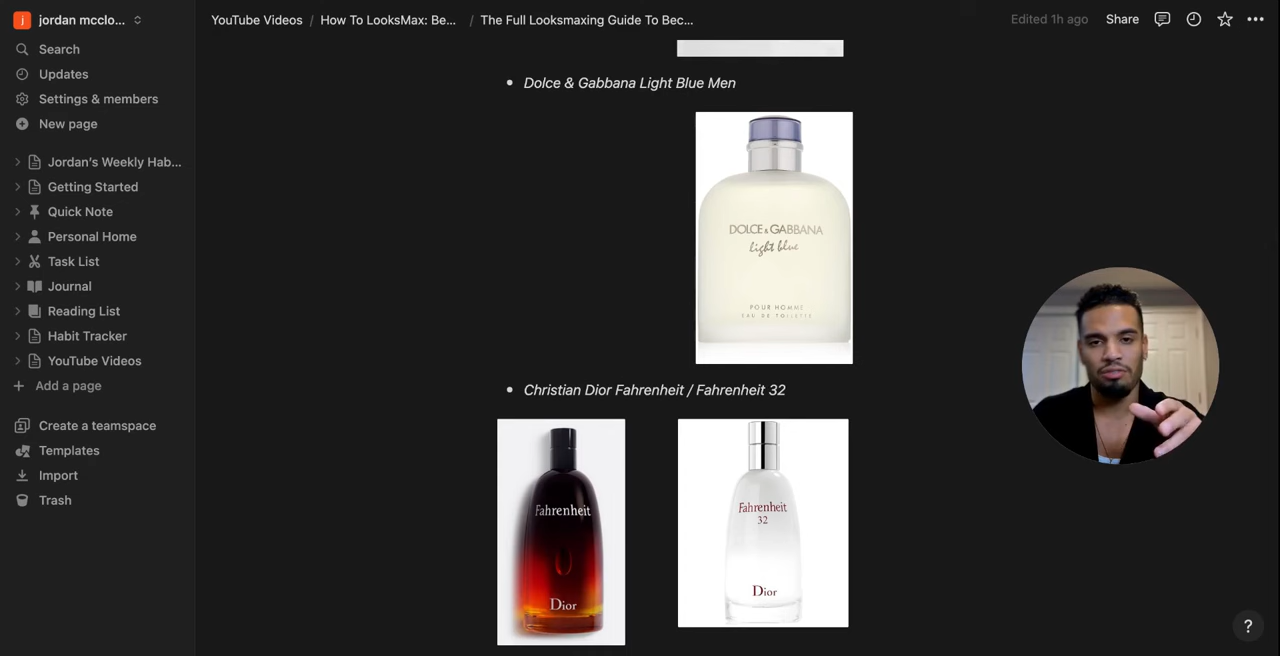 j jordan mcclo...
YouTube Videos / How To LooksMax: Be... / The Full Looksmaxing Guide To Bec...
Edited 1h ago Share
Search
Updates
Settings & members
New page
Jordan's Weekly Hab...
Getting Started
Quick Note
Personal Home
Task List
Journal
Reading List
Habit Tracker
YouTube Videos
Add a page
Create a teamspace
Templates
Import
Trash
• Dolce & Gabbana Light Blue Men
DOLCE & GABBANA
light blue
POUR HOMME
EAU DE TOILETTE
• Christian Dior Fahrenheit / Fahrenheit 32
Fahrenheit
Dior
Fahrenheit
32
Dior
?